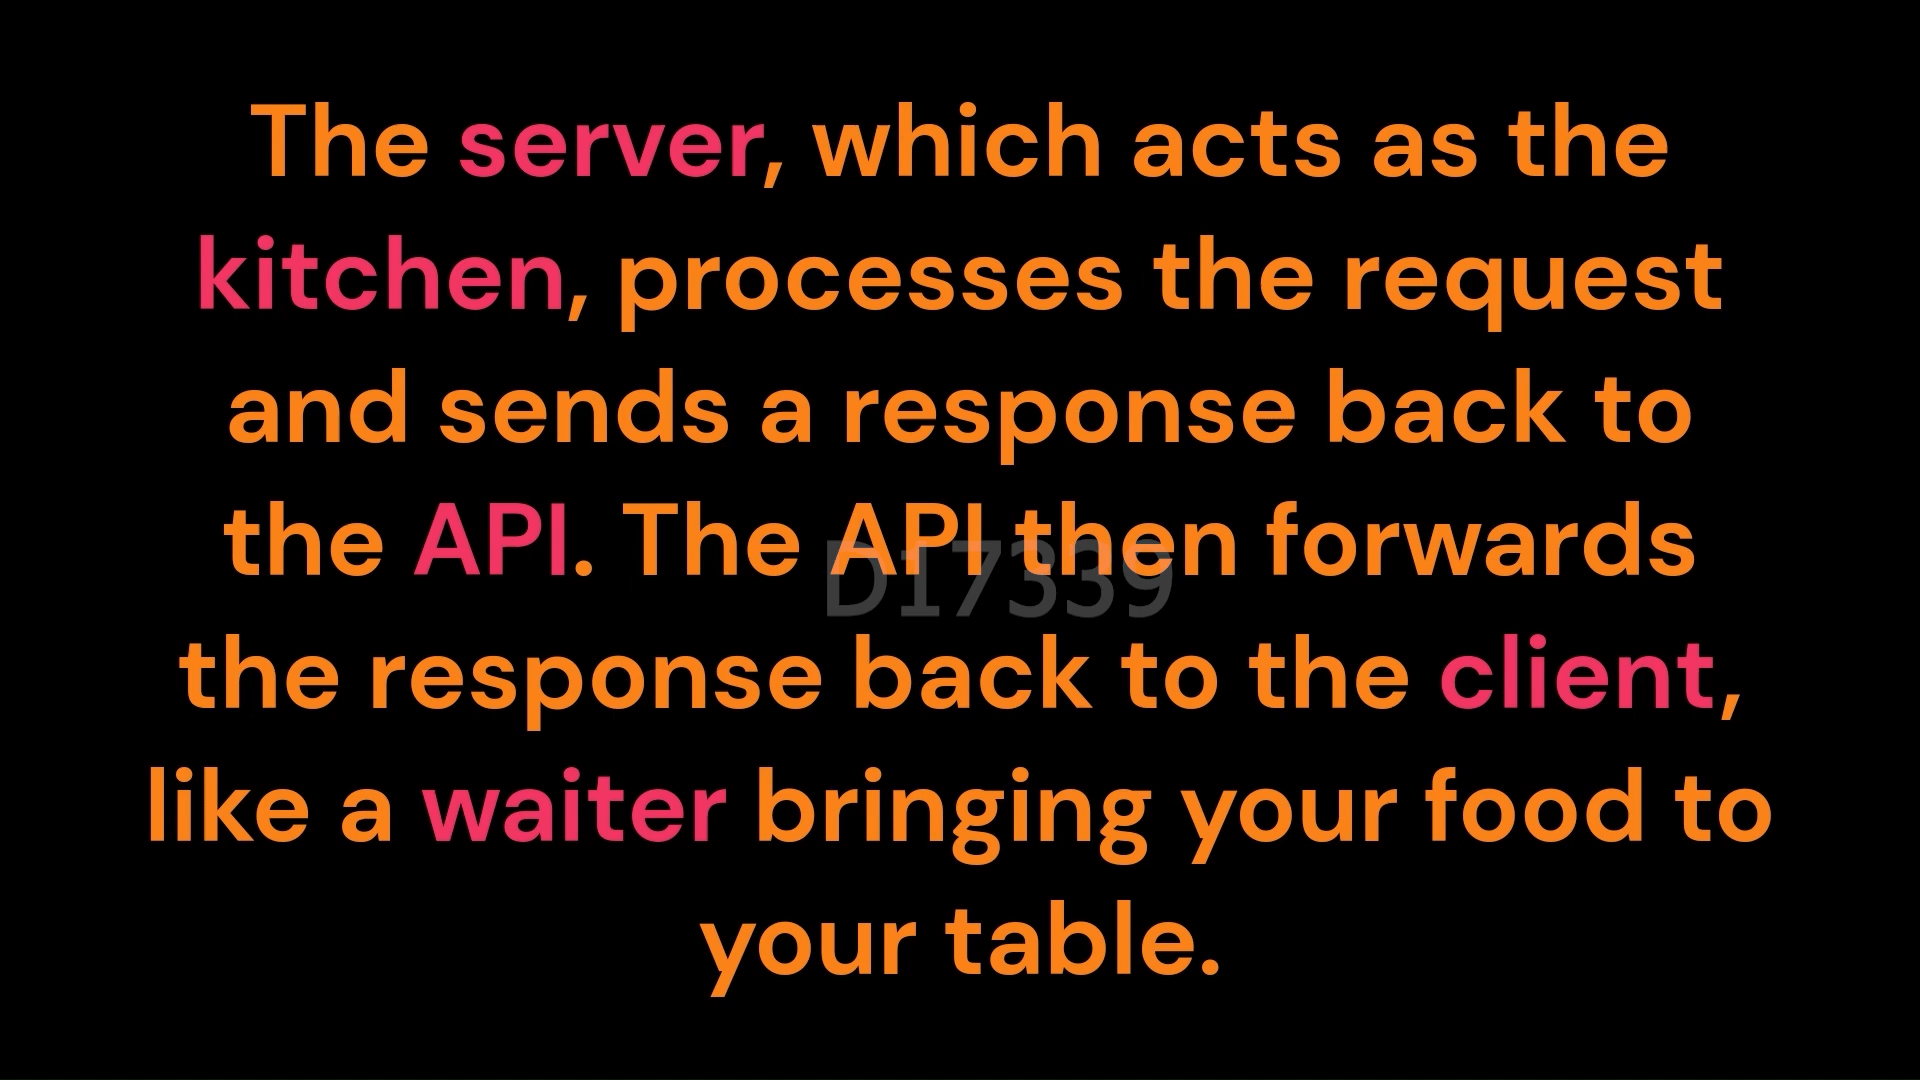 The server, which acts as the
kitchen, processes the request
and sends a response back to
the API. The API then forwards
D17339
the response back to the client,
like a waiter bringing your food to
your table.